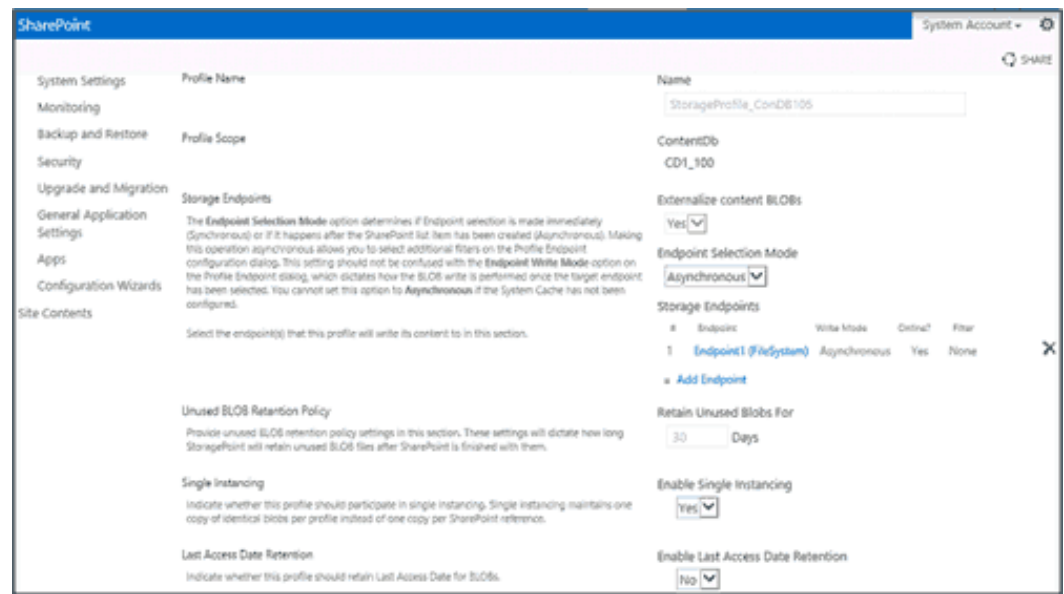 SharePoint
System Account
SHARE
System Settings
Monitoring
Backup and Restore
Security
Upgrade and Migration
General Application
Settings
Apps
Configuration Wizards
Site Contents
Profile Name
Name
StorageProfile_ConDB106
Profile Scope
ContentDb
CD1_100
Storage Endpoints
The Endpoint Selection Mode option determines if Endpoint selection is made immediately
(Synchronous) or if it happens after the SharePoint list item has been created (Asynchronous). Making
this operation asynchronous allows you to select additional filters on the Profile Endpoint
configuration dialog. This setting should not be confused with the Endpoint Write Mode option on
the Profile Endpoint dialog, which dictates how the BLOB write is performed once the target endpoint
has been selected. You cannot set this option to Asynchronous if the System Cache has not been
configured.
Select the endpoint(s) that this profile will write its content to in this section.
Externalize content BLOBs
Yes
Endpoint Selection Mode
Asynchronous
Storage Endpoints
# Endpoint Write Mode Online? Filter
1 Endpoint1 (FileSystem) Asynchronous Yes None
Add Endpoint
Unused BLOB Retention Policy
Provide unused BLOB retention policy settings in this section. These settings will dictate how long
StoragePoint will retain unused BLOB files after SharePoint is finished with them.
Retain Unused Blobs For
30 Days
Single Instancing
Indicate whether this profile should participate in single instancing. Single instancing maintains one
copy of identical blobs per profile instead of one copy per SharePoint reference.
Enable Single Instancing
Yes
Last Access Date Retention
Indicate whether this profile should retain Last Access Date for BLOBs.
Enable Last Access Date Retention
No